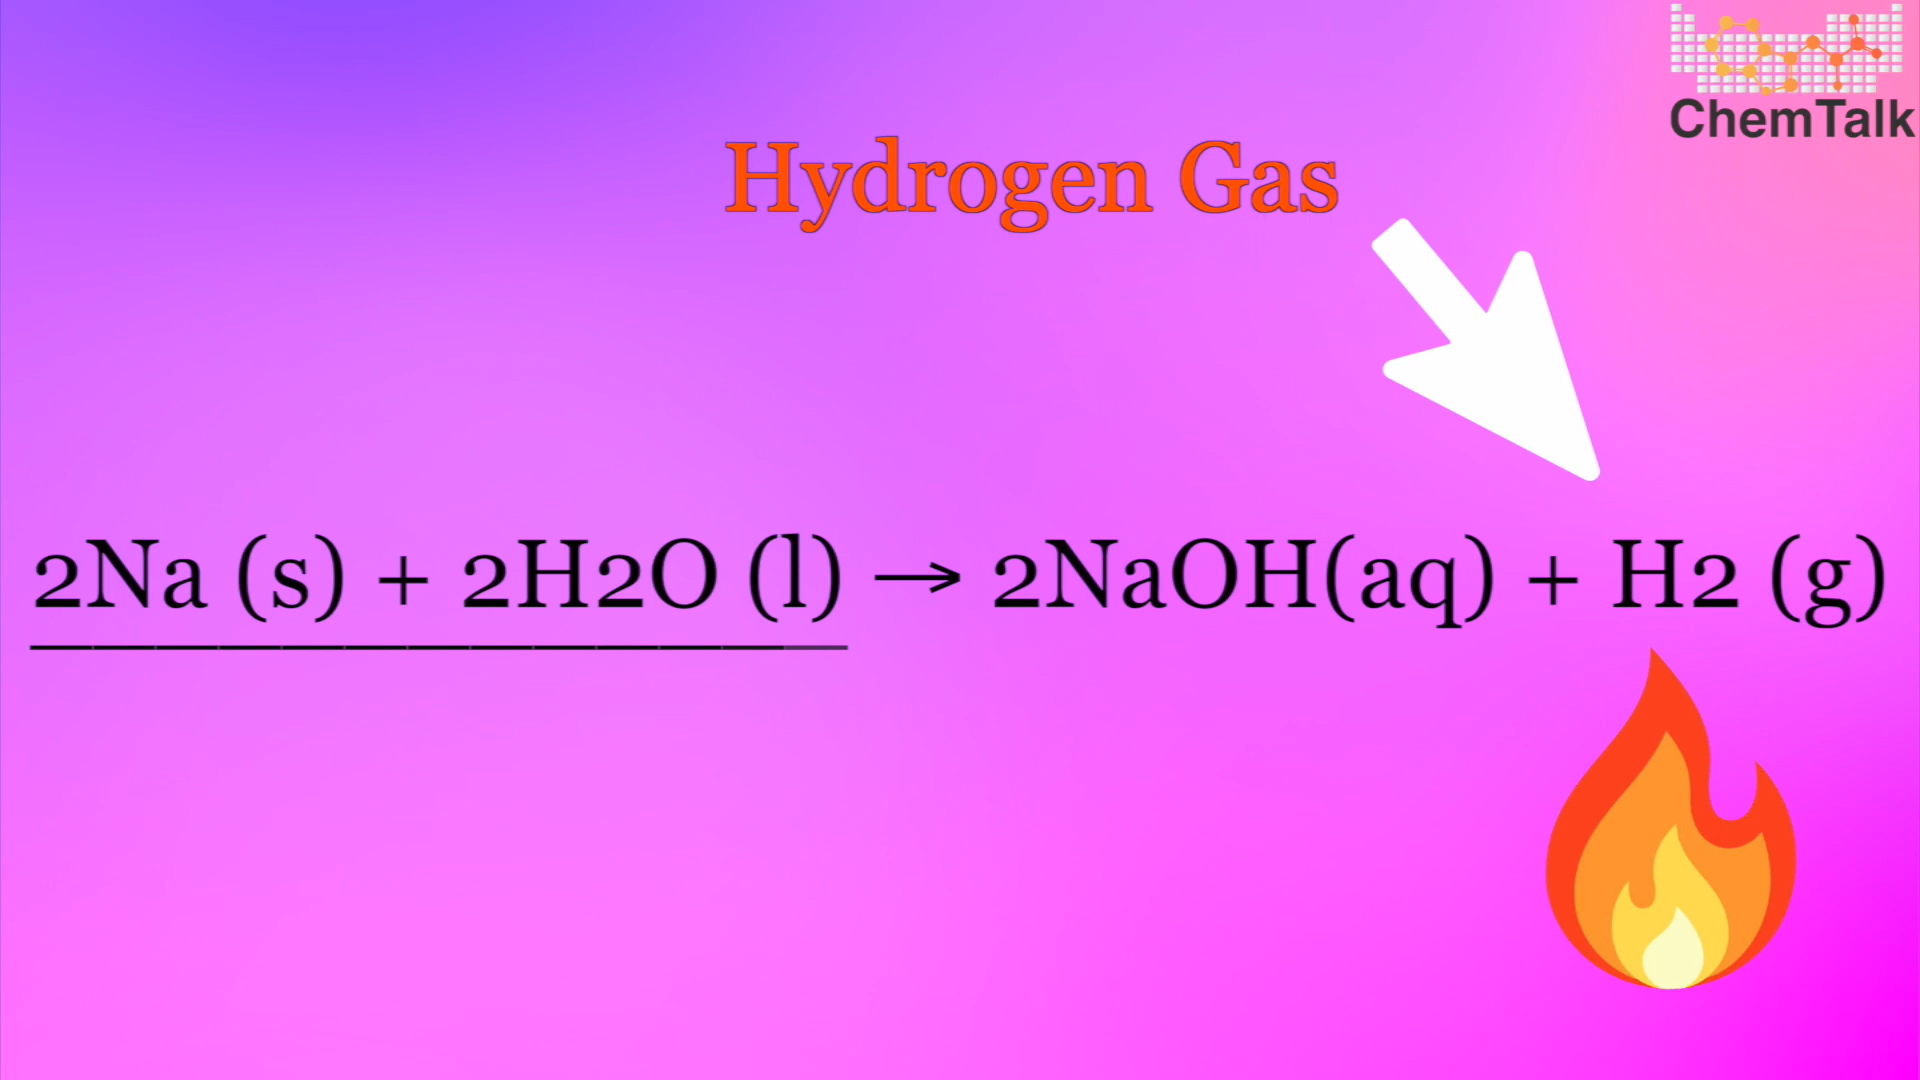 ChemTalk
Hydrogen Gas
2Na (s) + 2H2O (l) → 2NaOH(aq) + H2 (g)